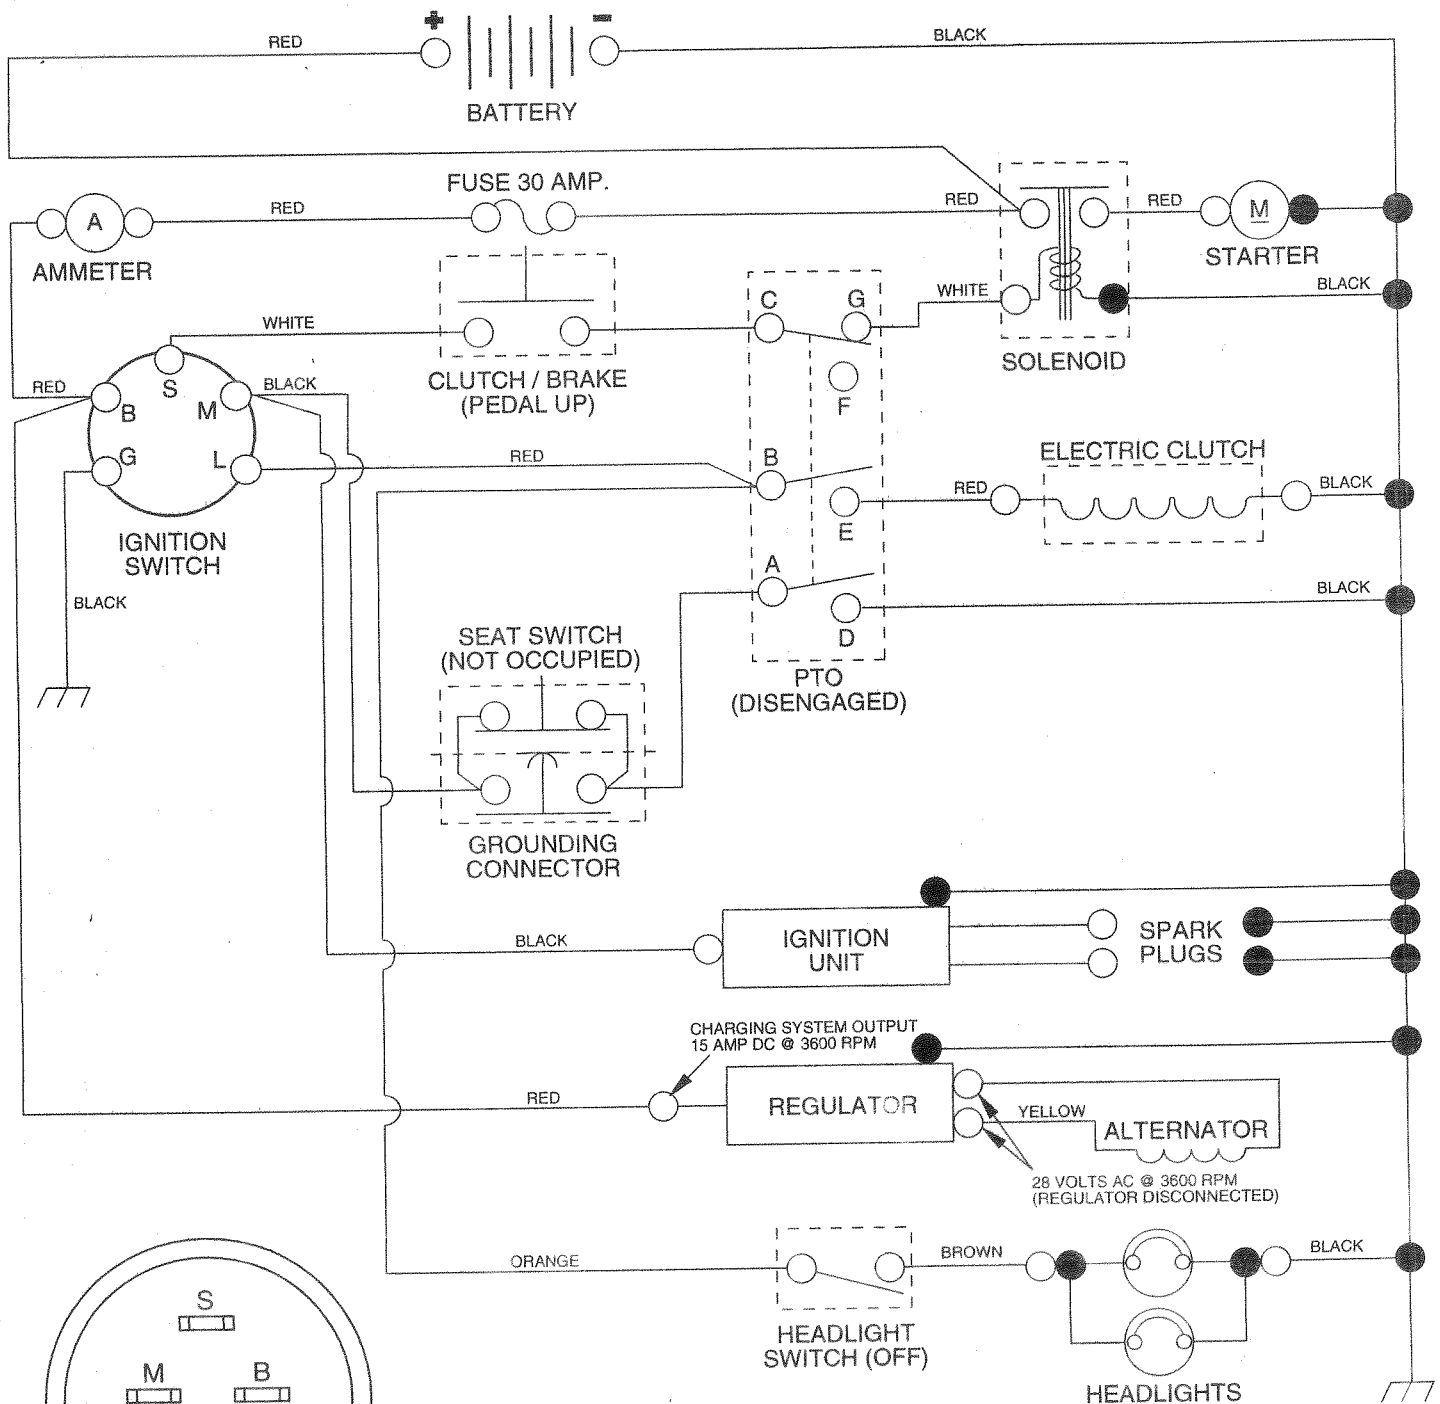 + -
RED
BLACK
BATTERY
FUSE 30 AMP.
RED
RED
RED
A
M
AMMETER
STARTER
WHITE
C
G
WHITE
BLACK
S
CLUTCH / BRAKE
(PEDAL UP)
SOLENOID
RED
BLACK
B
M
F
G
L
RED
B
ELECTRIC CLUTCH
RED
BLACK
E
IGNITION
SWITCH
A
BLACK
BLACK
D
SEAT SWITCH
(NOT OCCUPIED)
PTO
(DISENGAGED)
GROUNDING
CONNECTOR
BLACK
IGNITION
UNIT
SPARK
PLUGS
CHARGING SYSTEM OUTPUT
15 AMP DC @ 3600 RPM
RED
REGULATOR
YELLOW
ALTERNATOR
28 VOLTS AC @ 3600 RPM
(REGULATOR DISCONNECTED)
ORANGE
BROWN
BLACK
HEADLIGHT
SWITCH (OFF)
HEADLIGHTS
S
M
B